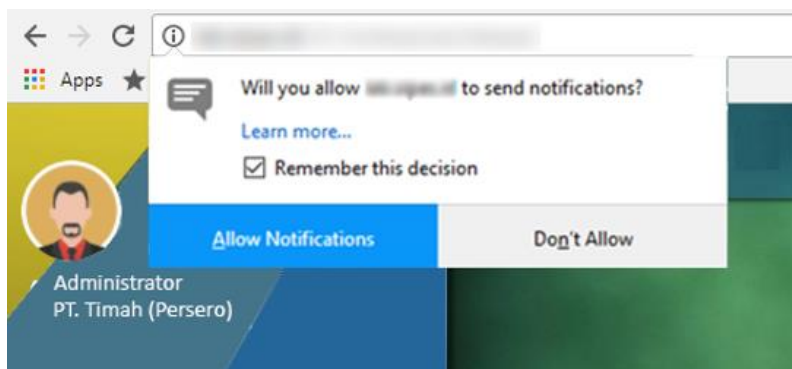 Apps
Will you allow to send notifications?
Learn more...
Remember this decision
Allow Notifications
Don't Allow
Administrator
PT. Timah (Persero)